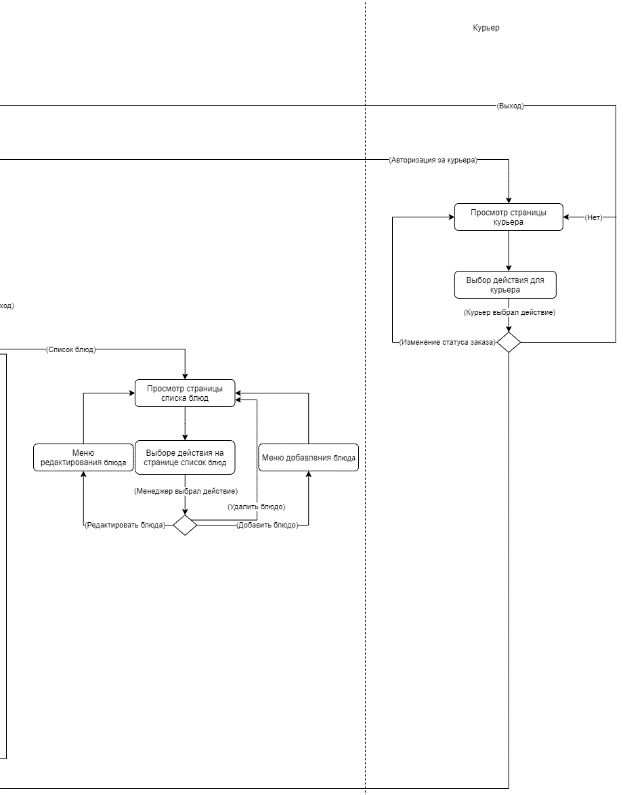 Курьер
(Выход)
(Авторизация за курьера)
Просмотр страницы
курьера
(Нет)
Выбор действия для
курьера
ход)
(Курьер выбрал действие)
(Изменение статуса заказа)
(Список блюд)
Просмотр страницы
списка блюд
Меню
редактирования блюда
Выборе действия на
странице список блюд
Меню добавления блюда
(Менеджер выбрал действие)
(Удалить блюдо)
(Редактировать блюда)
(Добавить блюдо)